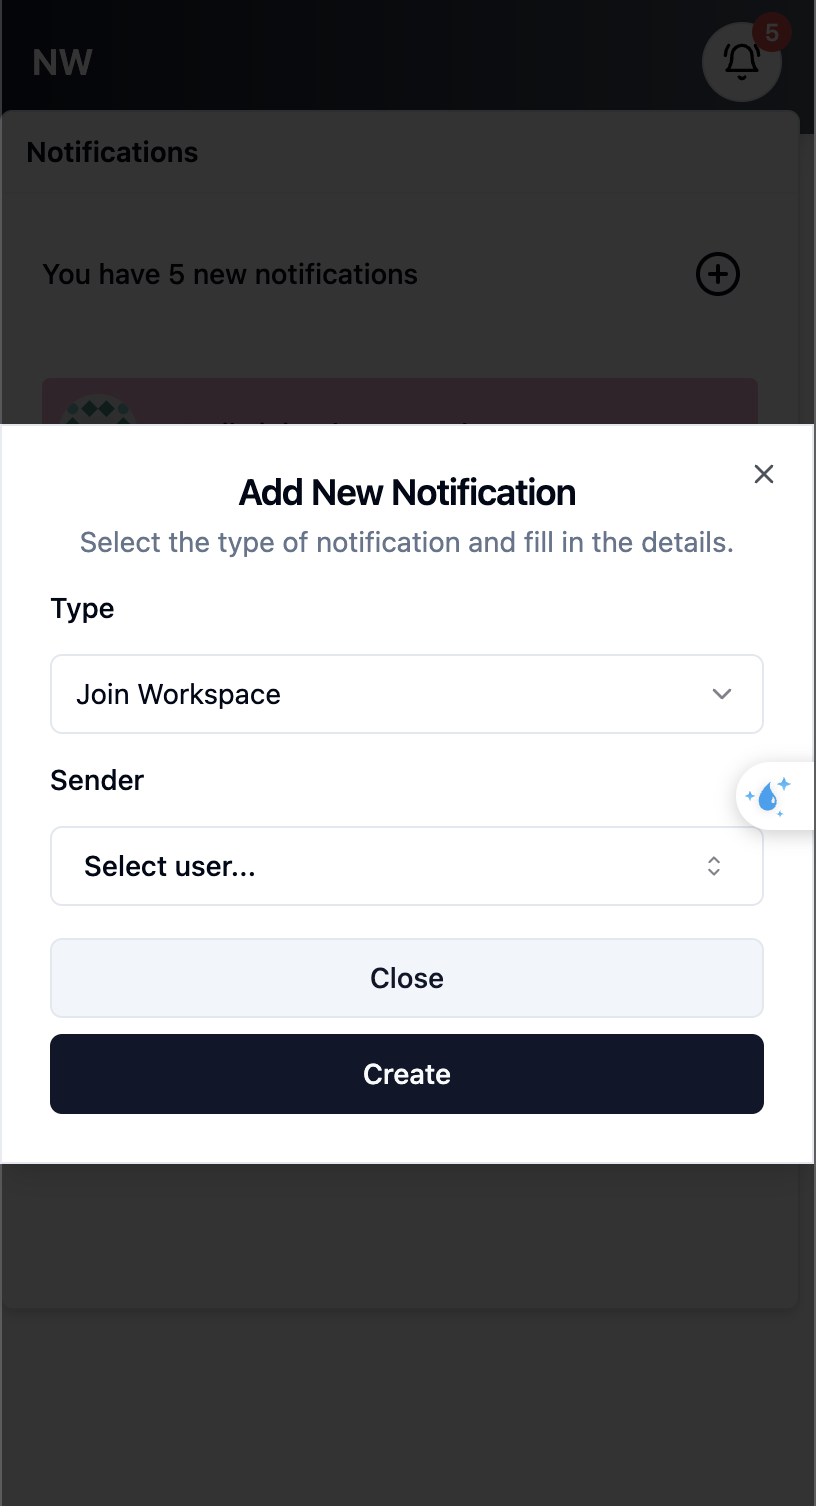 NW
5
Notifications
You have 5 new notifications
Add New Notification
Select the type of notification and fill in the details.
Type
Join Workspace
Sender
Select user...
Close
Create